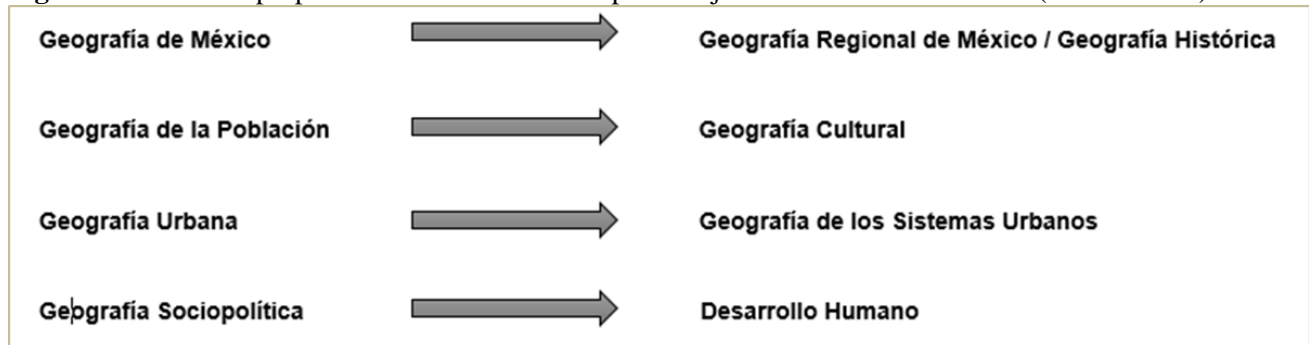 Geografía de México Geografía Regional de México / Geografía Histórica
Geografía de la Población Geografía Cultural
Geografía Urbana Geografía de los Sistemas Urbanos
Geografía Sociopolítica Desarrollo Humano